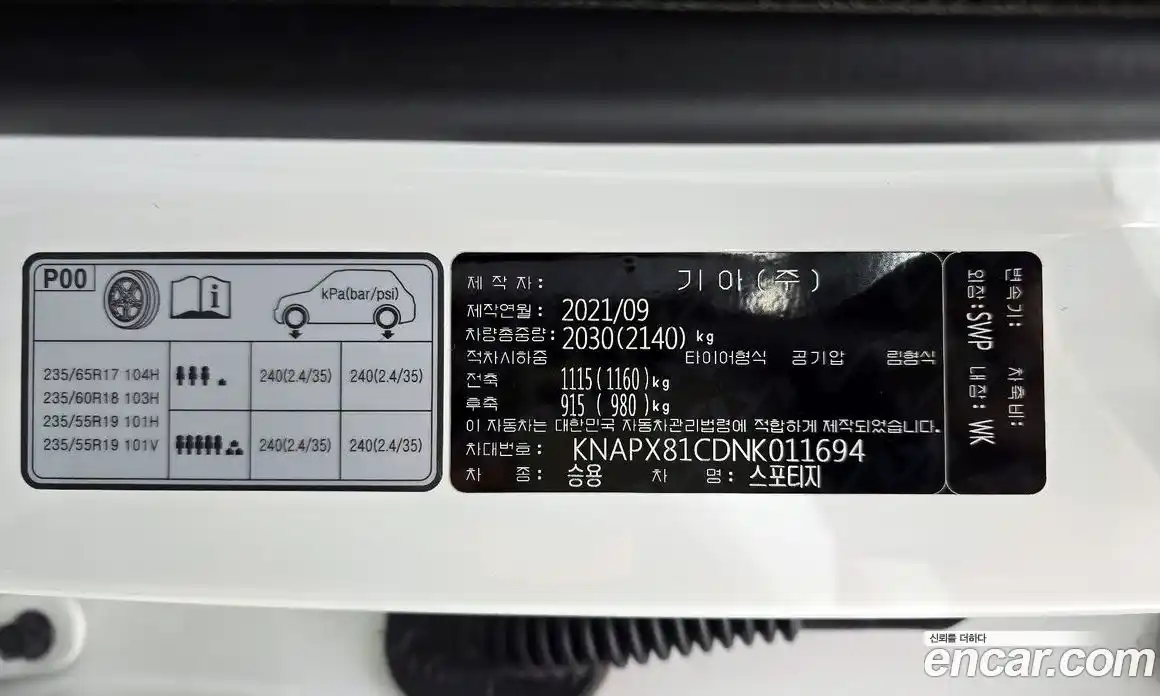 P00
kPa(bar/psi)
235/65R17 104H
235/60R18 103H
235/55R19 101H
235/55R19 101V
240(2.4/35) 240(2.4/35)
240(2.4/35) 240(2.4/35)
제 작 자 : 기 아 ( 주 )
제작연월 : 2021/09
차량총중량 : 2030(2140) kg
적차시하중 타이어형식 공기압 림형식
전축 1115(1160)kg
후축 915 ( 980)kg
이 자동차는 대한민국 자동차관리법령에 적합하게 제작되었습니다.
차대번호 : KNAPX81CDNK011694
차 종 : 승용 차 명 : 스포티지
변속기: 차축비:
외장:SWP 내장: WK
신뢰를 더하다
encar.com